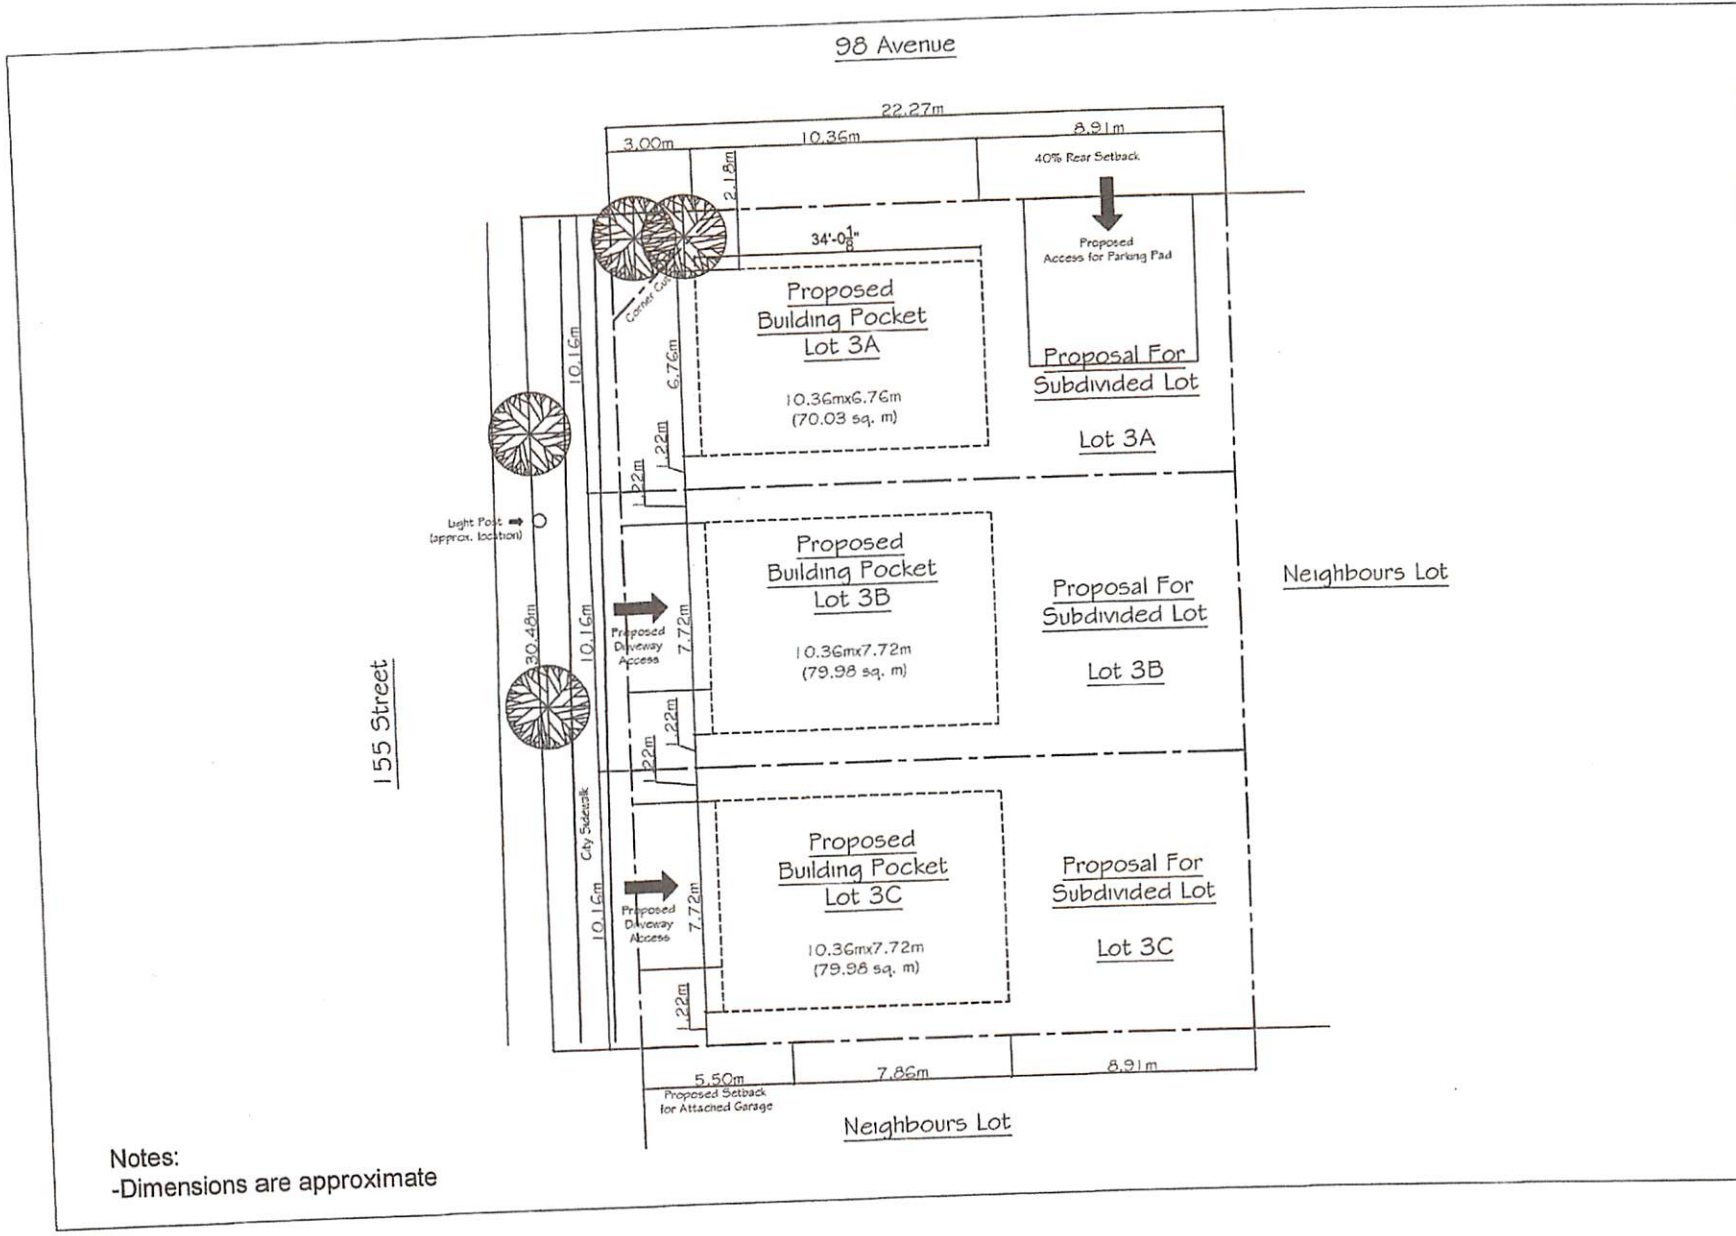 98 Avenue
22.27m
3.00m
10.36m
8.91m
2.18m
40% Rear Setback
34'-0 1/8"
Proposed
Access for Parking Pad
Corner Cut
Proposed
Building Pocket
Lot 3A
10.36mx6.76m
(70.03 sq. m)
10.16m
6.76m
Proposal For
Subdivided Lot
Lot 3A
1.22m
1.22m
Light Post
(approx. location)
Proposed
Building Pocket
Lot 3B
10.36mx7.72m
(79.98 sq. m)
Proposal For
Subdivided Lot
Lot 3B
Neighbours Lot
30.48m
10.16m
Proposed
Driveway
Access
7.72m
155 Street
1.22m
1.22m
City Sidewalk
Proposed
Building Pocket
Lot 3C
10.36mx7.72m
(79.98 sq. m)
Proposal For
Subdivided Lot
Lot 3C
10.16m
Proposed
Driveway
Access
7.72m
1.22m
5.50m
7.86m
8.91m
Proposed Setback
for Attached Garage
Neighbours Lot
Notes:
-Dimensions are approximate